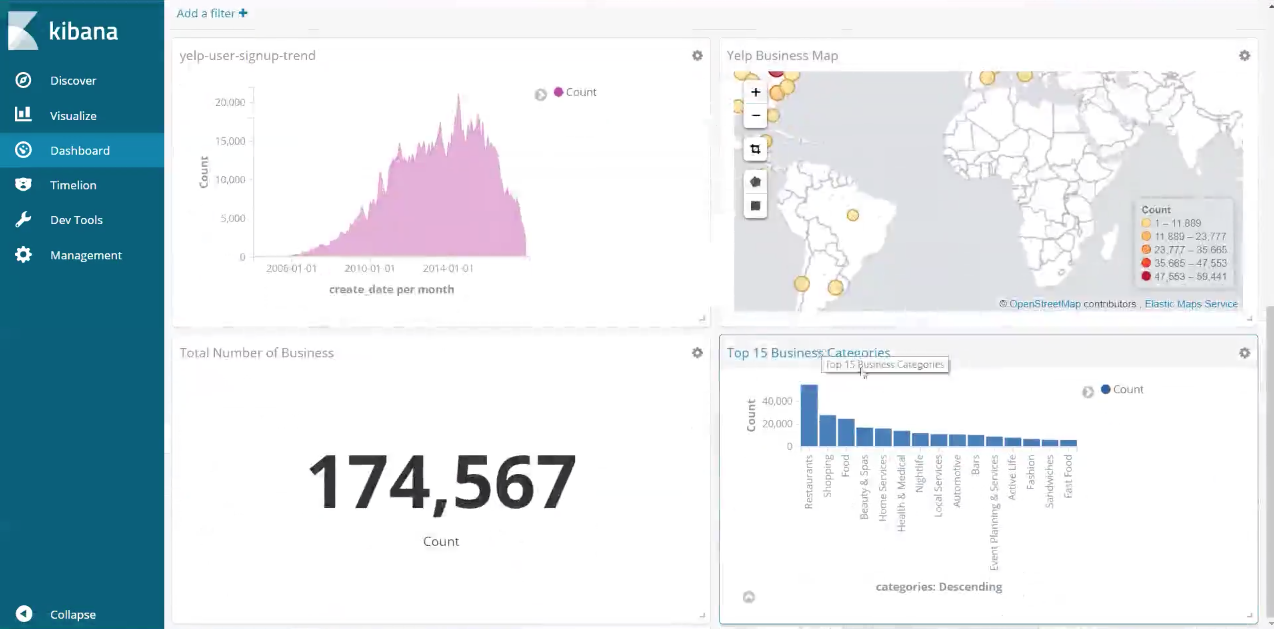 kibana
Discover
Visualize
Dashboard
Timelion
Dev Tools
Management
Collapse
Add a filter +
yelp-user-signup-trend
20,000
15,000
10,000
5,000
0
Count
2006-01-01
2010-01-01
2014-01-01
create_date per month
Count
Yelp Business Map
+
−
Count
1 – 11,889
11,889 – 23,777
23,777 – 35,665
35,665 – 47,553
47,553 – 59,441
© OpenStreetMap contributors , Elastic Maps Service
Total Number of Business
174,567
Count
Top 15 Business Categories
Top 15 Business Categories
Count
40,000
20,000
0
Count
Restaurants
Shopping
Food
Beauty & Spas
Home Services
Health & Medical
Nightlife
Local Services
Automotive
Bars
Event Planning & Services
Active Life
Fashion
Sandwiches
Fast Food
categories: Descending